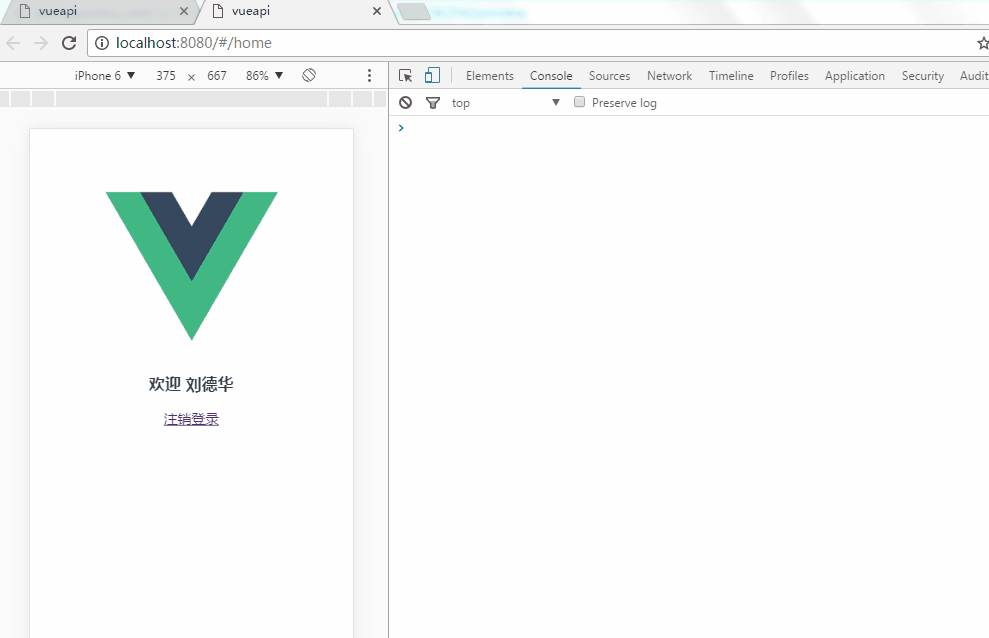 vueapi
vueapi
localhost:8080/#/home
iPhone 6 375 × 667 86%
Elements Console Sources Network Timeline Profiles Application Security Audit
top Preserve log
欢迎 刘德华
注销登录